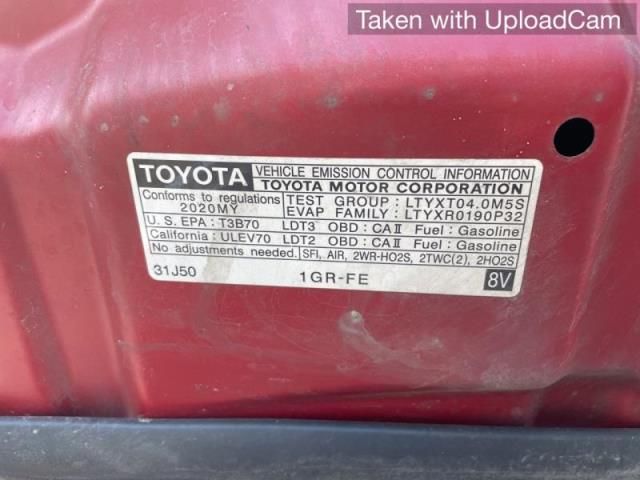 Taken with UploadCam
TOYOTA VEHICLE EMISSION CONTROL INFORMATION
TOYOTA MOTOR CORPORATION
Conforms to regulations TEST GROUP : LTYXT04.0M5S
2020MY EVAP FAMILY : LTYXR0190P32
U.S. EPA : T3B70 LDT3 OBD : CAⅡ Fuel : Gasoline
California : ULEV70 LDT2 OBD : CAⅡ Fuel : Gasoline
No adjustments needed. SFI, AIR, 2WR-HO2S, 2TWC(2), 2HO2S
31J50 1GR-FE 8V